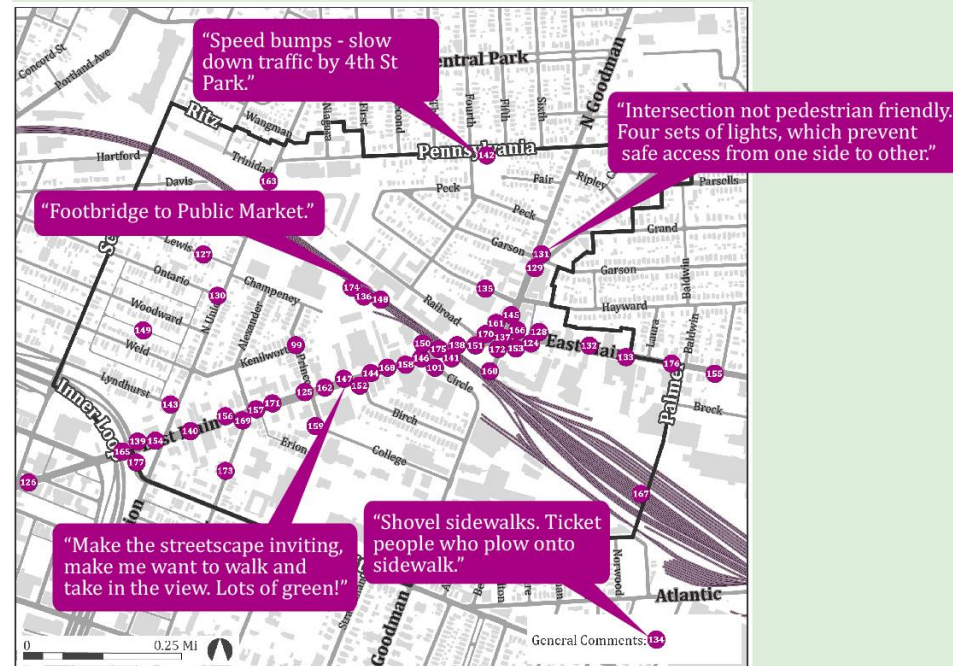 “Speed bumps - slow
down traffic by 4th St
Park.”
“Intersection not pedestrian friendly.
Four sets of lights, which prevent
safe access from one side to other.”
“Footbridge to Public Market.”
“Make the streetscape inviting,
make me want to walk and
take in the view. Lots of green!”
“Shovel sidewalks. Ticket
people who plow onto
sidewalk.”
General Comments:
134
0 0.25 Mi
Concord St
Portland Ave
N Goodman
Ritz
Wangman
Niagara
First
Second
Fourth
Fifth
Sixth
Pennsylvania
142
Hartford
Trinidad
Davis
163
Peck
Fair
Ripley
Parsells
Peck
Grand
Garson
131
129
Garson
Lewis
127
Ontario
130
Champeney
174
136
148
135
Railroad
Hayward
Baldwin
Laura
Baldwin
Woodward
149
Weld
Alexander
Kenilworth
99
Prince
145
161
170
166
137
128
124
172
153
151
138
175
150
141
146
101
158
168
144
147
152
162
125
171
157
169
156
140
154
139
165
177
126
143
Lyndhurst
Inner Loop
173
159
Erion
Birch
College
Circle
160
132
133
176
155
Brock
Palmer
167
Norwood
Atlantic
Goodman